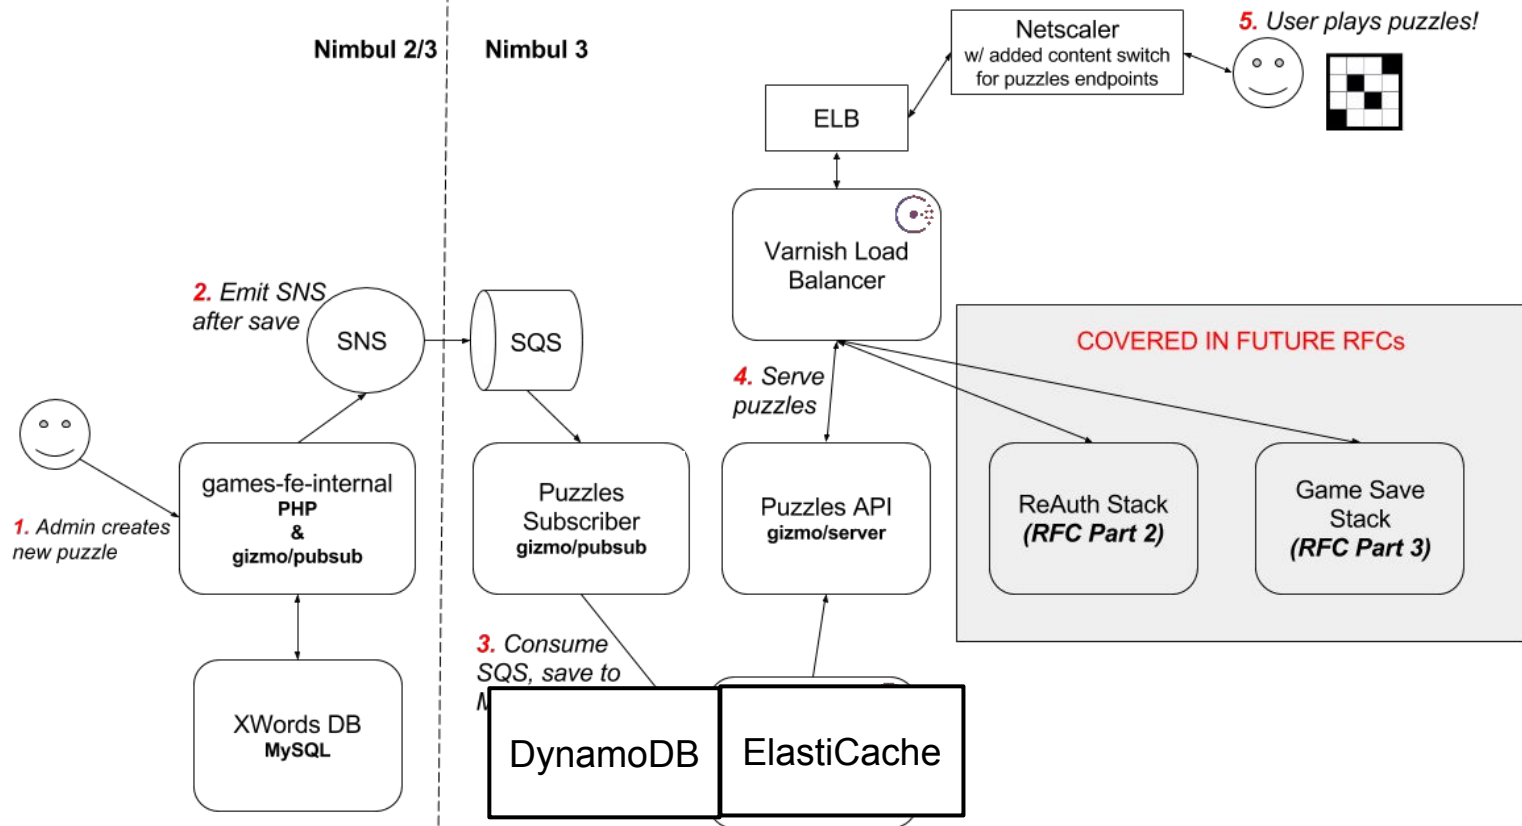 Nimbul 2/3
Nimbul 3
Netscaler
w/ added content switch
for puzzles endpoints
5. User plays puzzles!
ELB
Varnish Load
Balancer
2. Emit SNS
after save
SNS
SQS
4. Serve
puzzles
COVERED IN FUTURE RFCs
1. Admin creates
new puzzle
games-fe-internal
PHP
&
gizmo/pubsub
Puzzles
Subscriber
gizmo/pubsub
Puzzles API
gizmo/server
ReAuth Stack
(RFC Part 2)
Game Save
Stack
(RFC Part 3)
3. Consume
SQS, save to
XWords DB
MySQL
DynamoDB
ElastiCache